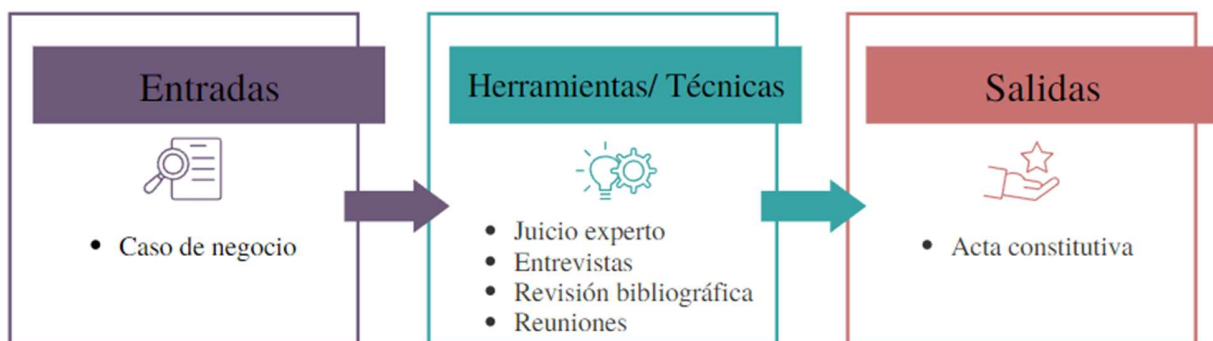 Entradas
• Caso de negocio
Herramientas/ Técnicas
• Juicio experto
• Entrevistas
• Revisión bibliográfica
• Reuniones
Salidas
• Acta constitutiva